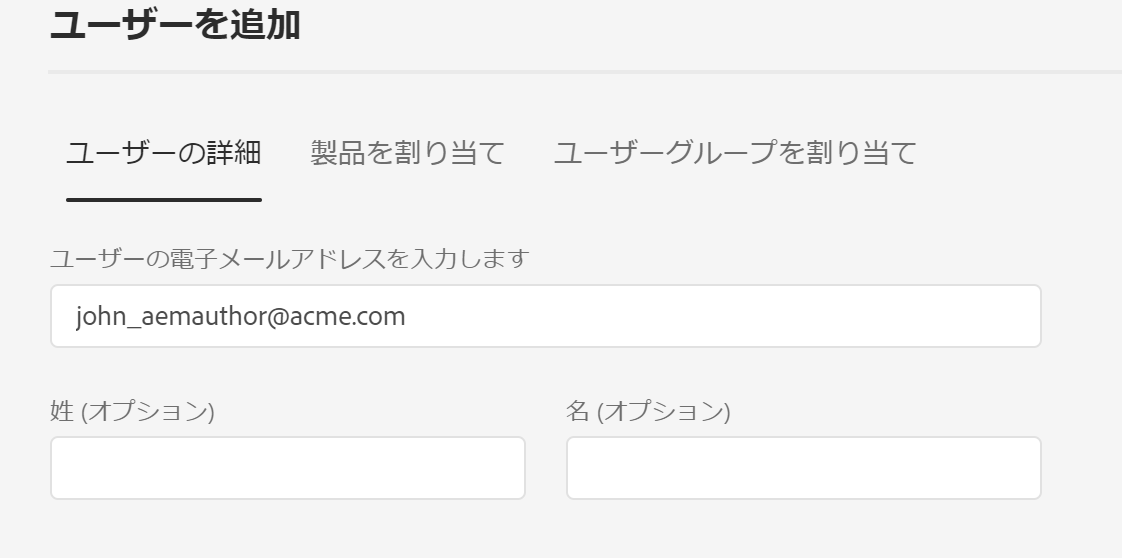 ユーザーを追加
ユーザーの詳細 製品を割り当て ユーザーグループを割り当て
ユーザーの電子メールアドレスを入力します
john_aemauthor@acme.com
姓 (オプション) 名 (オプション)